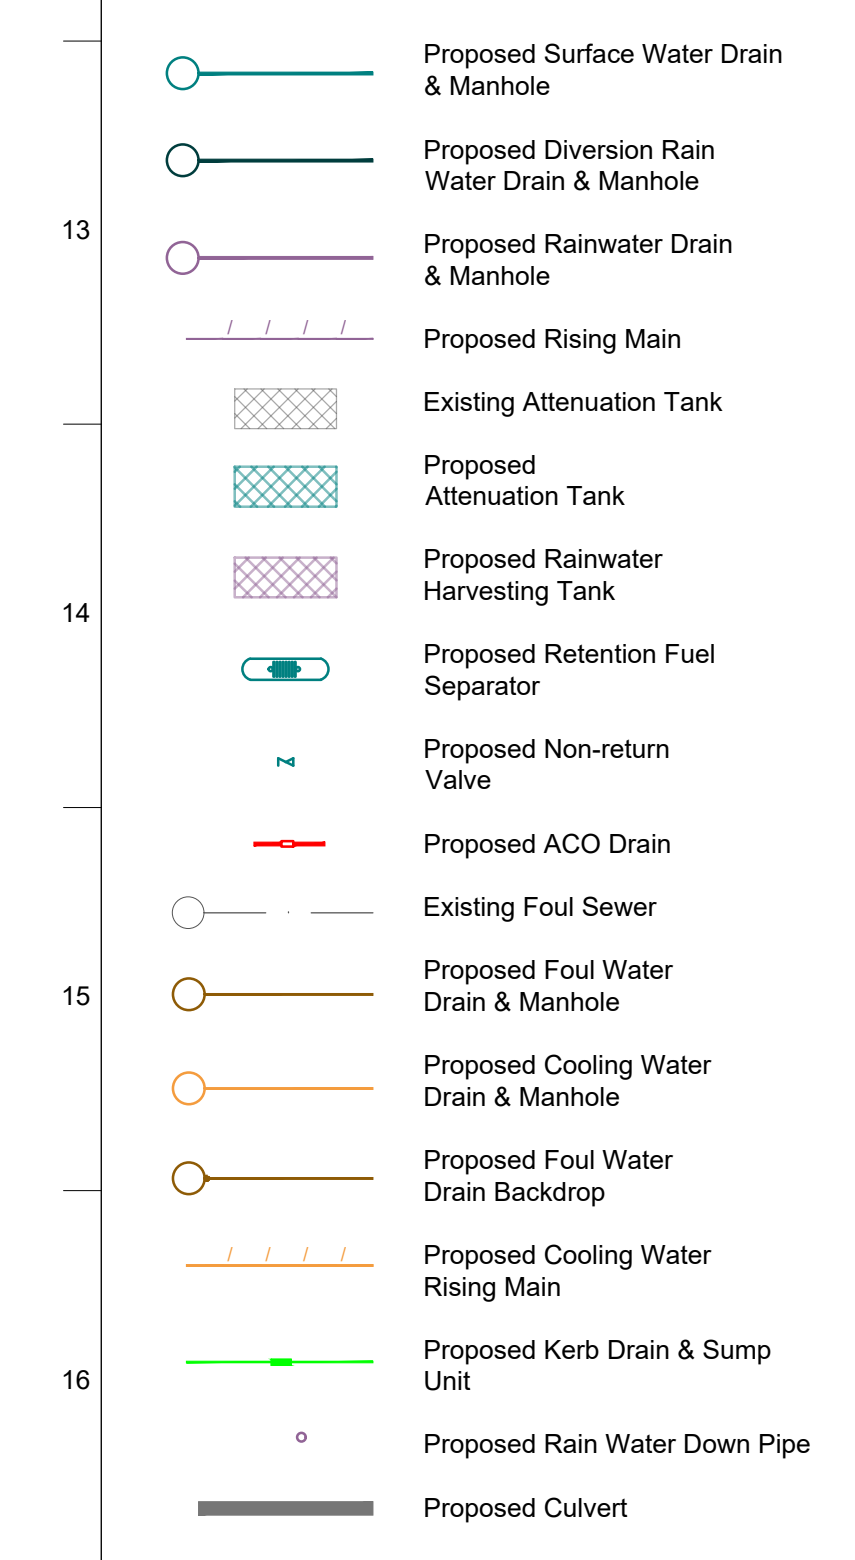 Proposed Surface Water Drain
& Manhole
Proposed Diversion Rain
Water Drain & Manhole
13
Proposed Rainwater Drain
& Manhole
Proposed Rising Main
Existing Attenuation Tank
Proposed
Attenuation Tank
Proposed Rainwater
Harvesting Tank
14
Proposed Retention Fuel
Separator
Proposed Non-return
Valve
Proposed ACO Drain
Existing Foul Sewer
Proposed Foul Water
Drain & Manhole
15
Proposed Cooling Water
Drain & Manhole
Proposed Foul Water
Drain Backdrop
Proposed Cooling Water
Rising Main
Proposed Kerb Drain & Sump
Unit
16
Proposed Rain Water Down Pipe
Proposed Culvert